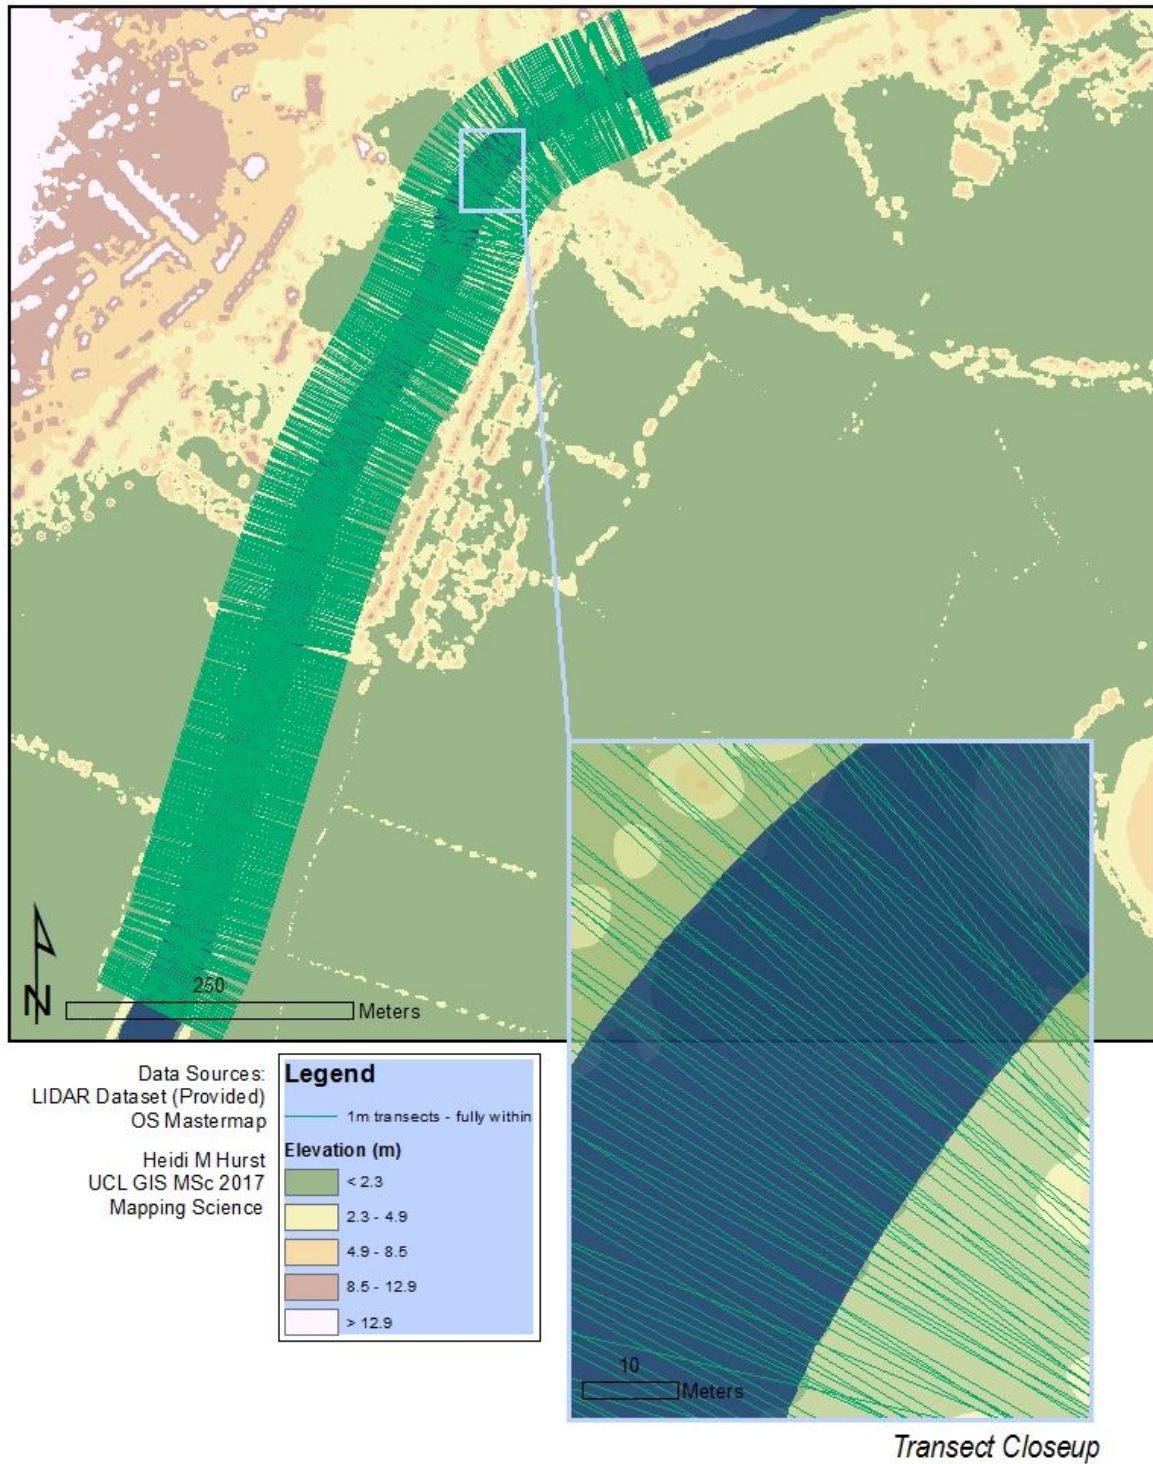 N
250
Meters
Data Sources:
LIDAR Dataset (Provided)
OS Mastermap
Heidi M Hurst
UCL GIS MSc 2017
Mapping Science
Legend
1m transects - fully within
Elevation (m)
< 2.3
2.3 - 4.9
4.9 - 8.5
8.5 - 12.9
> 12.9
10
Meters
Transect Closeup